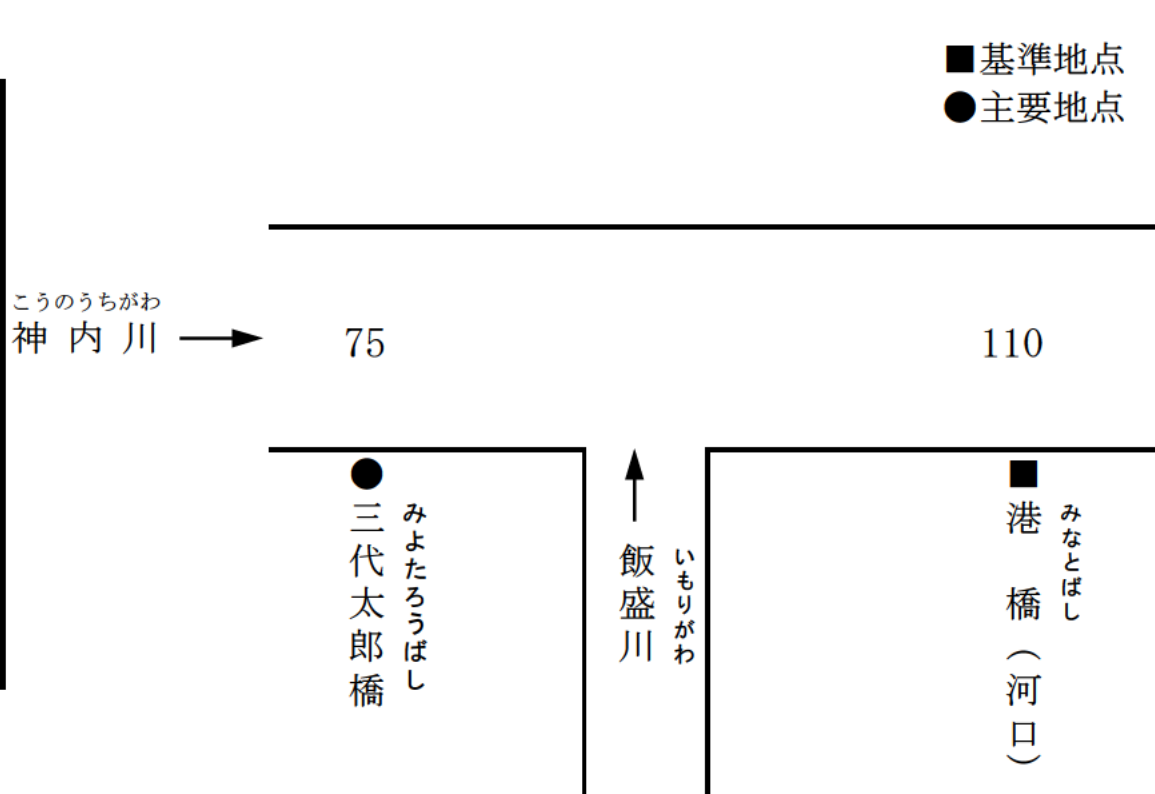 ■基準地点
●主要地点
こうのうちがわ
神内川
75
110
●三代太郎橋
みよたろうばし
飯盛川
いもりがわ
■港 橋(河口)
みなとばし